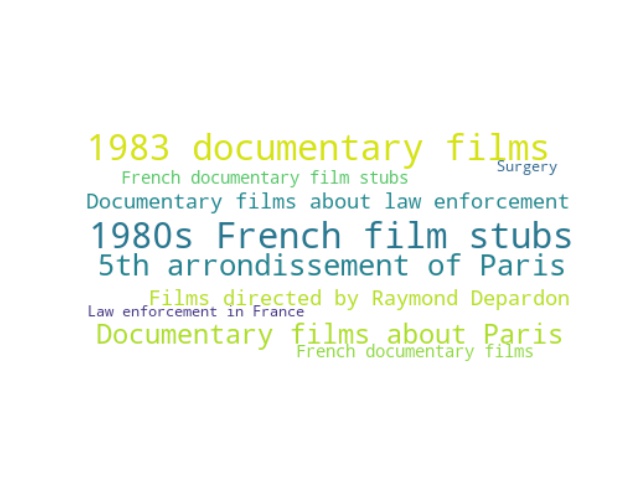 1983 documentary films
Surgery
French documentary film stubs
Documentary films about law enforcement
1980s French film stubs
5th arrondissement of Paris
Films directed by Raymond Depardon
Law enforcement in France
Documentary films about Paris
French documentary films